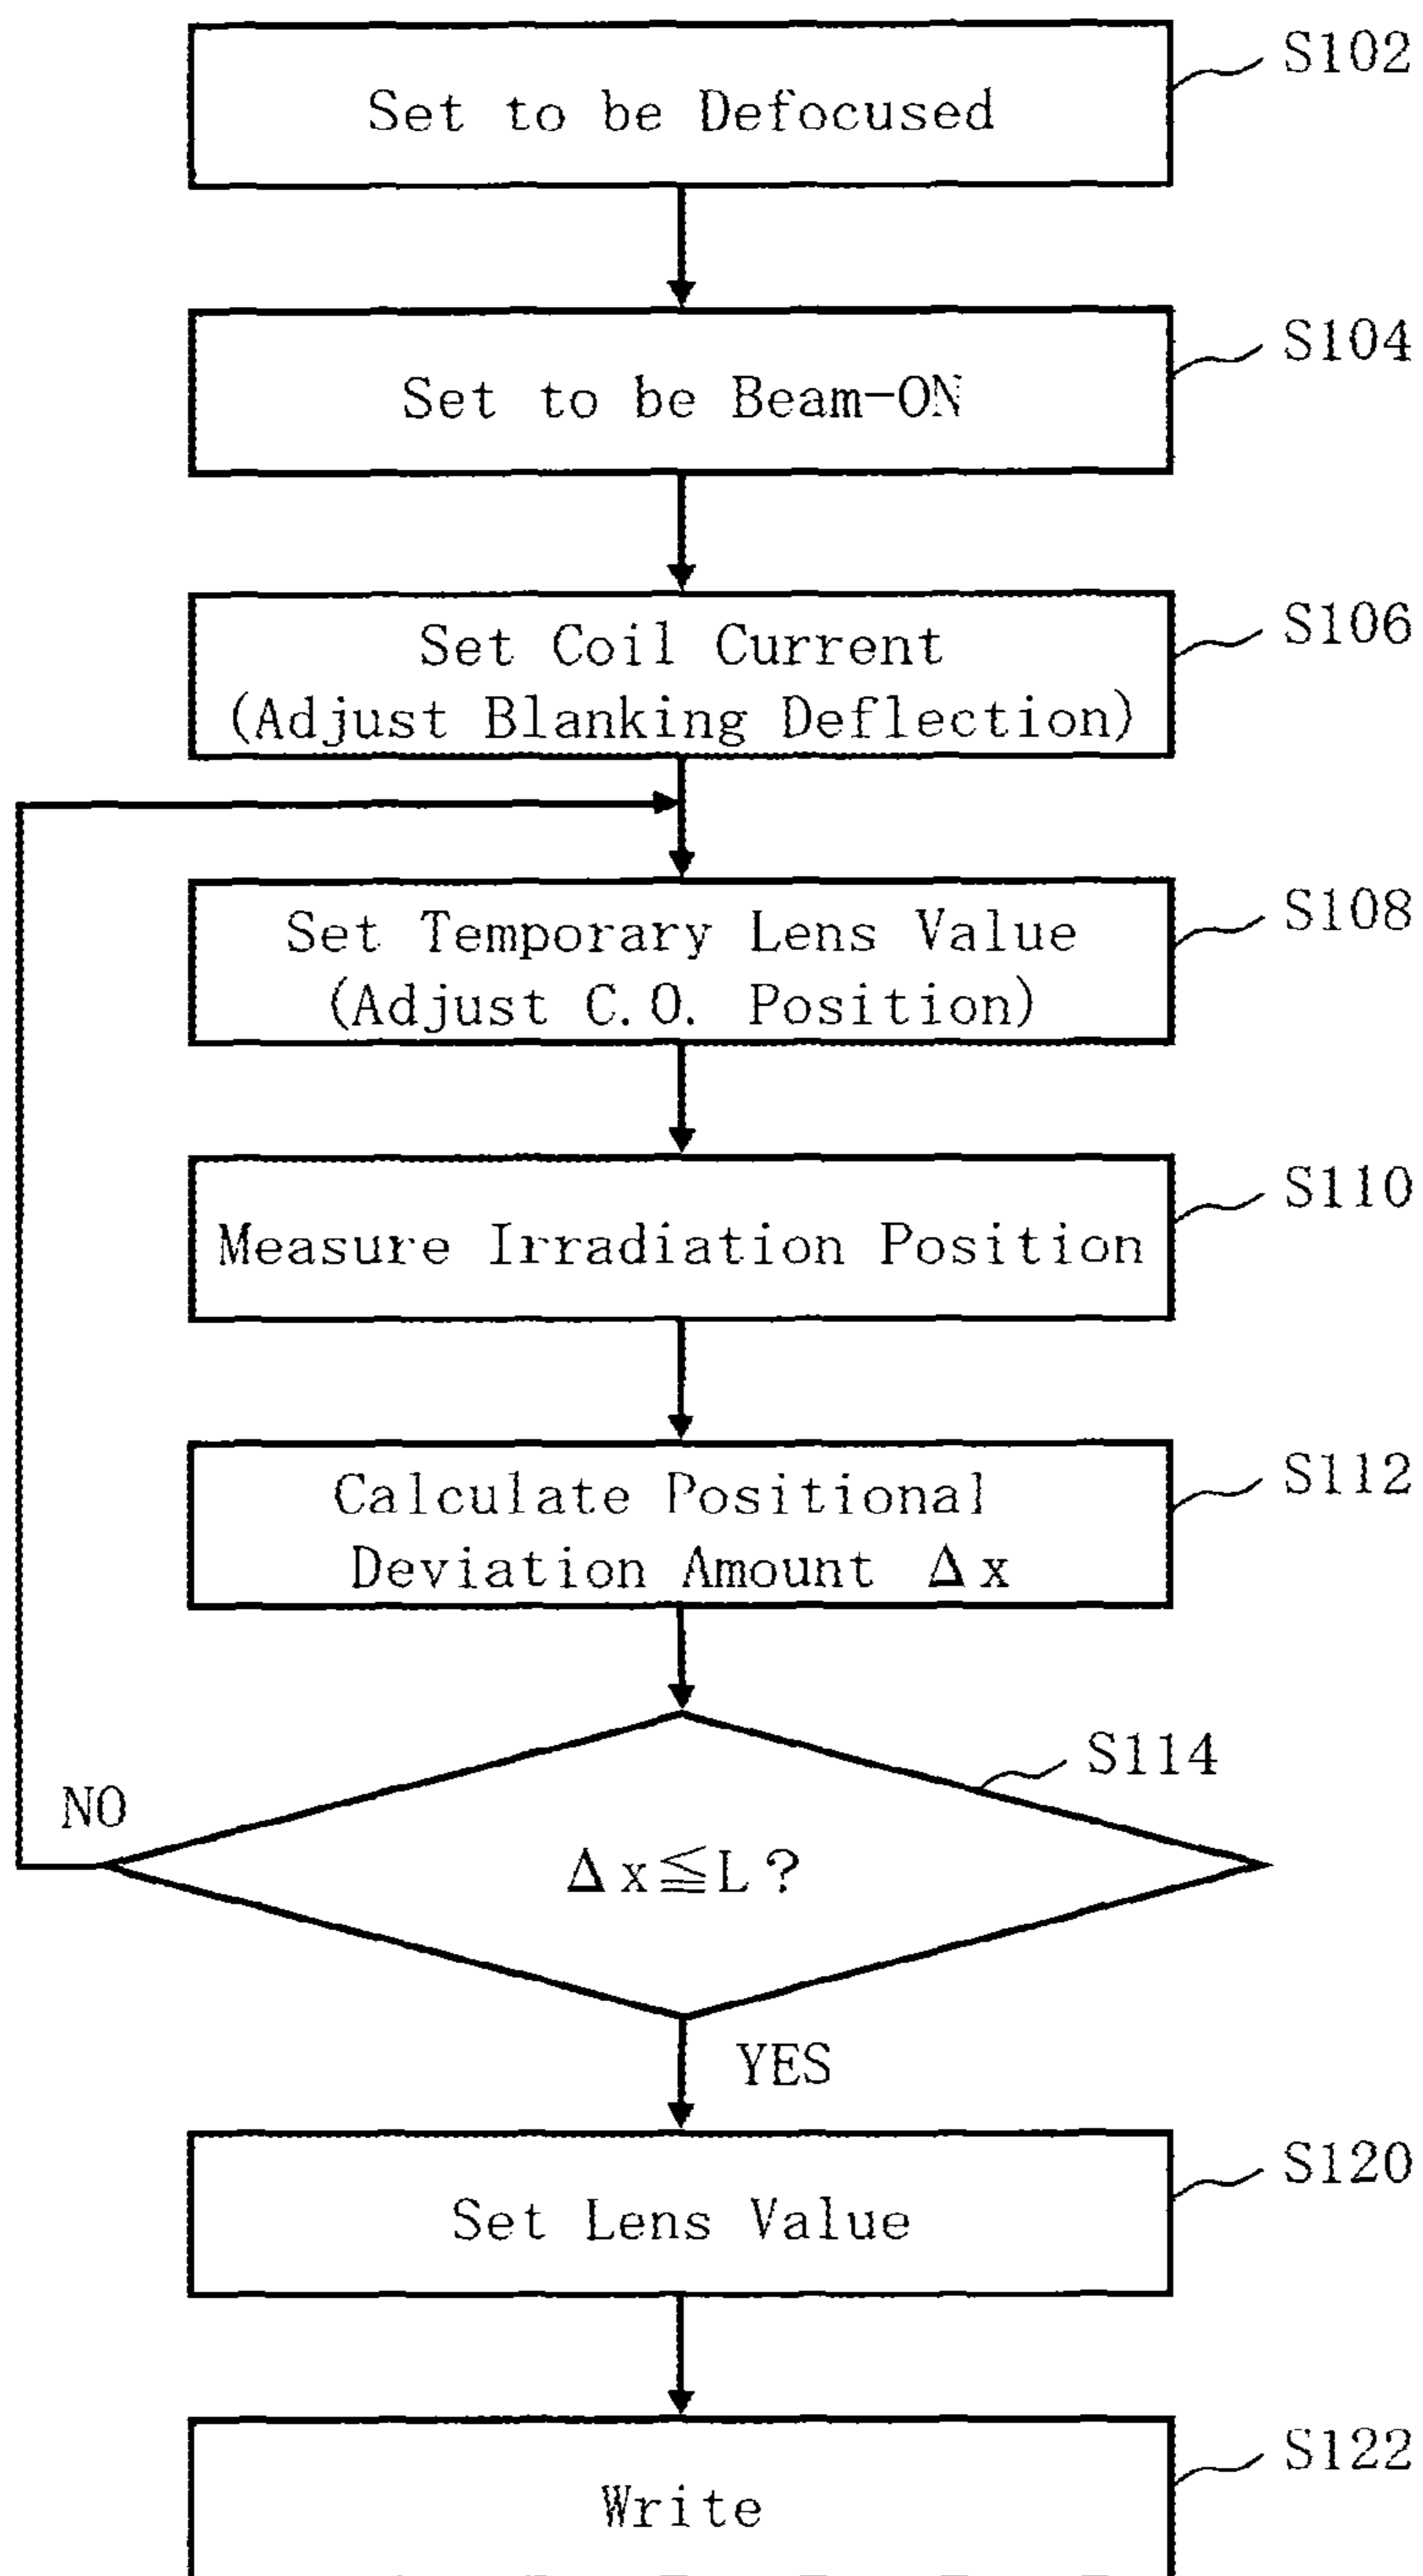 S102
Set to be Defocused
S104
Set to be Beam-ON
S106
Set Coil Current
(Adjust Blanking Deflection)
S108
Set Temporary Lens Value
(Adjust C.O. Position)
S110
Measure Irradiation Position
S112
Calculate Positional
Deviation Amount Δx
S114
NO
Δx≦L?
YES
S120
Set Lens Value
S122
Write